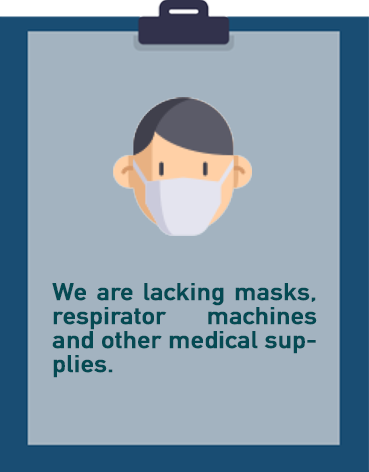 We are lacking masks,
respirator machines
and other medical sup-
plies.